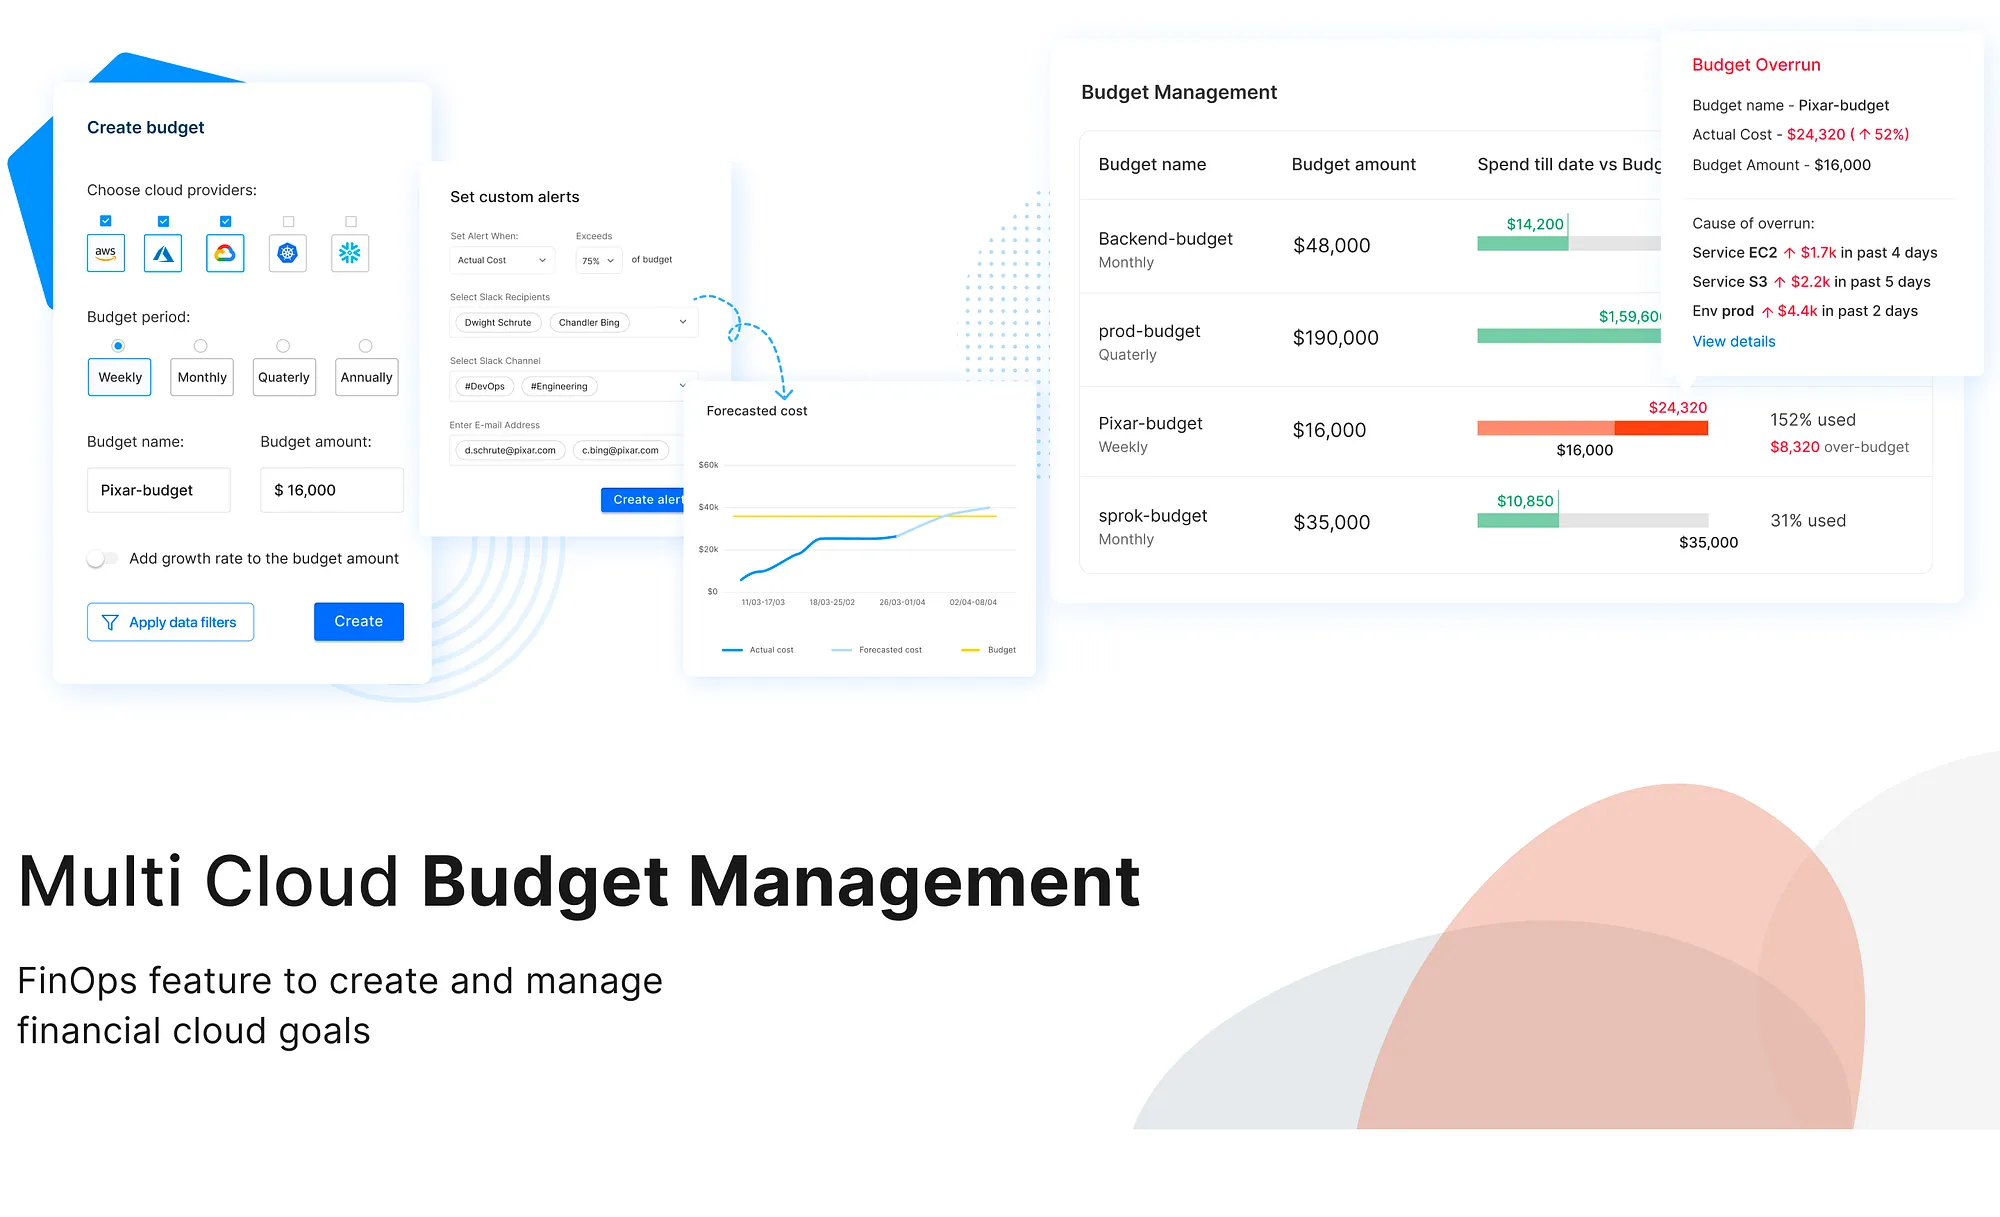 Create budget
Choose cloud providers:
aws
Budget period:
Weekly Monthly Quaterly Annually
Budget name: Budget amount:
Pixar-budget $ 16,000
Add growth rate to the budget amount
Apply data filters Create
Set custom alerts
Set Alert When: Exceeds
Actual Cost 75% of budget
Select Slack Recipients
Dwight Schrute Chandler Bing
Select Slack Channel
#DevOps #Engineering
Enter E-mail Address
d.schrute@pixar.com c.bing@pixar.com
Create alert
Forecasted cost
$60k
$40k
$20k
$0
11/03-17/03 18/03-25/02 26/03-01/04 02/04-08/04
Actual cost Forecasted cost Budget
Budget Management
Budget name Budget amount Spend till date vs Budg
Backend-budget $48,000 $14,200
Monthly
prod-budget $190,000 $1,59,600
Quaterly
Pixar-budget $16,000 $24,320 152% used
Weekly $16,000 $8,320 over-budget
sprok-budget $35,000 $10,850 31% used
Monthly $35,000
Budget Overrun
Budget name - Pixar-budget
Actual Cost - $24,320 ( ↑ 52%)
Budget Amount - $16,000
Cause of overrun:
Service EC2 ↑ $1.7k in past 4 days
Service S3 ↑ $2.2k in past 5 days
Env prod ↑ $4.4k in past 2 days
View details
Multi Cloud Budget Management
FinOps feature to create and manage
financial cloud goals